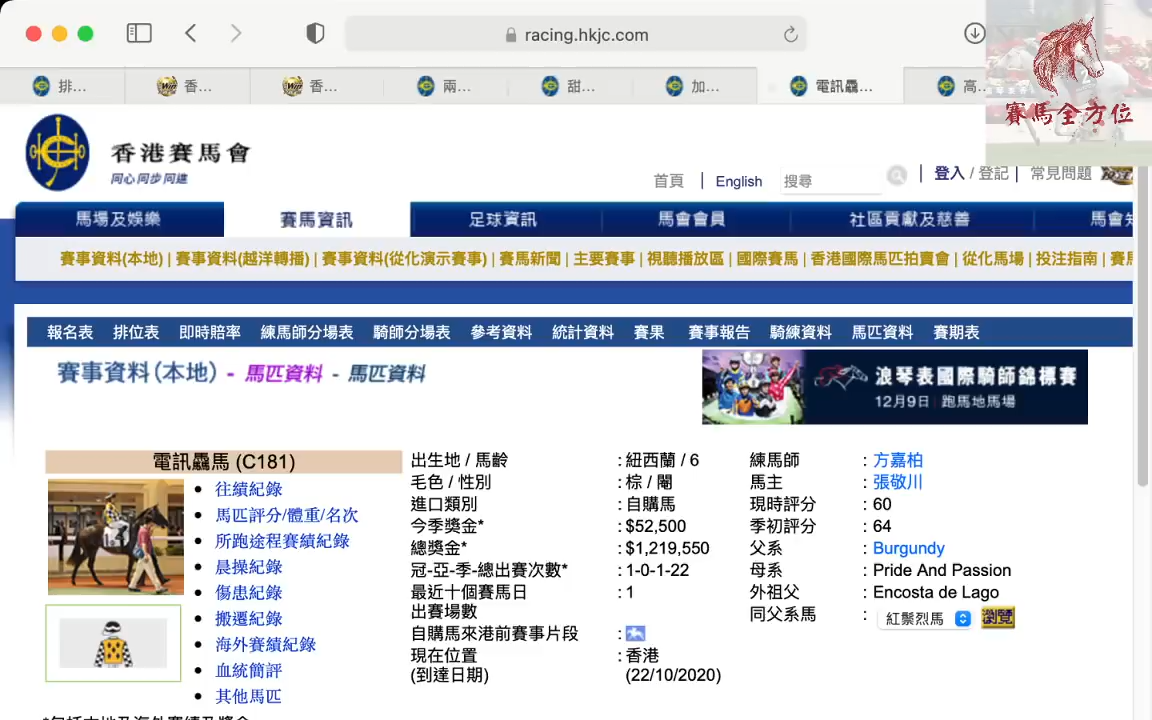 racing.hkjc.com
排...
香...
香...
兩...
甜...
加...
電訊驫...
高...
賽馬全方位
香港賽馬會
同心同步同進
首頁 | English 搜尋 | 登入 / 登記 | 常見問題
馬場及娛樂 賽馬資訊 足球資訊 馬會會員 社區貢獻及慈善 馬會
賽事資料(本地) | 賽事資料(越洋轉播) | 賽事資料(從化演示賽事) | 賽馬新聞 | 主要賽事 | 視聽播放區 | 國際賽馬 | 香港國際馬匹拍賣會 | 從化馬場 | 投注指南 |
報名表 排位表 即時賠率 練馬師分場表 騎師分場表 參考資料 統計資料 賽果 賽事報告 騎練資料 馬匹資料 賽期表
賽事資料(本地) - 馬匹資料 - 馬匹資料
浪琴表國際騎師錦標賽
12月9日 跑馬地馬場
電訊驫馬 (C181)
往績紀錄
馬匹評分/體重/名次
所跑途程賽績紀錄
晨操紀錄
傷患紀錄
搬遷紀錄
海外賽績紀錄
血統簡評
其他馬匹
出生地 / 馬齡 : 紐西蘭 / 6
毛色 / 性別 : 棕 / 閹
進口類別 : 自購馬
今季獎金* : $52,500
總獎金* : $1,219,550
冠-亞-季-總出賽次數* : 1-0-1-22
最近十個賽馬日 : 1
出賽場數
自購馬來港前賽事片段 :
現在位置 : 香港
(到達日期) (22/10/2020)
練馬師 : 方嘉柏
馬主 : 張敬川
現時評分 : 60
季初評分 : 64
父系 : Burgundy
母系 : Pride And Passion
外祖父 : Encosta de Lago
同父系馬 : 紅鬃烈馬 瀏覽